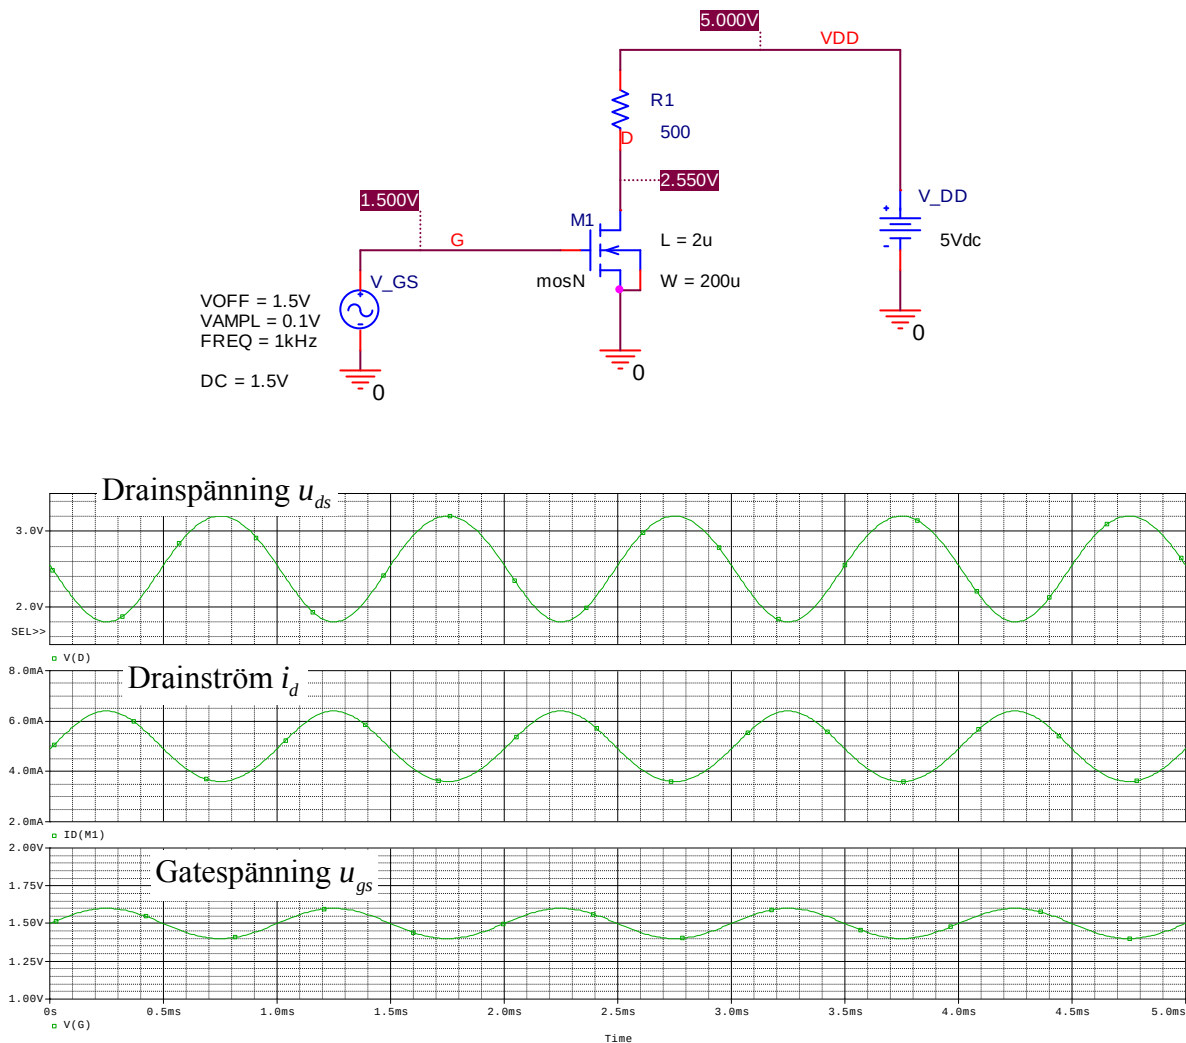 5.000V
VDD
R1
500
D
2.550V
1.500V
V_DD
M1
G
L = 2u
5Vdc
mosN
W = 200u
V_GS
VOFF = 1.5V
VAMPL = 0.1V
FREQ = 1kHz
0
0
DC = 1.5V
0
Drainspänning u_ds
3.0V
2.0V
SEL>>
V(D)
8.0mA
Drainström i_d
6.0mA
4.0mA
2.0mA
ID(M1)
2.00V
Gatespänning u_gs
1.75V
1.50V
1.25V
1.00V
0s 0.5ms 1.0ms 1.5ms 2.0ms 2.5ms 3.0ms 3.5ms 4.0ms 4.5ms 5.0ms
V(G)
Time